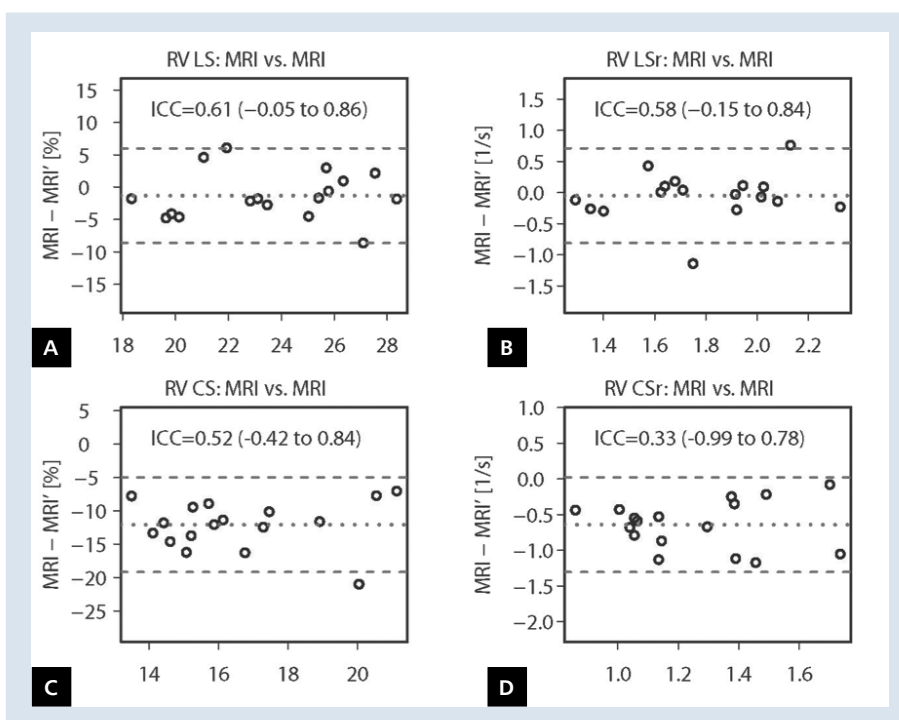 RV LS: MRI vs. MRI
ICC=0.61 (−0.05 to 0.86)
MRI − MRI′ [%]
15
10
5
0
−5
−10
−15
18 20 22 24 26 28
A
RV LSr: MRI vs. MRI
ICC=0.58 (−0.15 to 0.84)
MRI − MRI′ [1/s]
1.5
1.0
0.5
0.0
−0.5
−1.0
−1.5
1.4 1.6 1.8 2.0 2.2
B
RV CS: MRI vs. MRI
ICC=0.52 (-0.42 to 0.84)
MRI − MRI′ [%]
5
0
−5
−10
−15
−20
−25
14 16 18 20
C
RV CSr: MRI vs. MRI
ICC=0.33 (-0.99 to 0.78)
MRI − MRI′ [1/s]
1.0
0.5
0.0
−0.5
−1.0
−1.5
−2.0
1.0 1.2 1.4 1.6
D